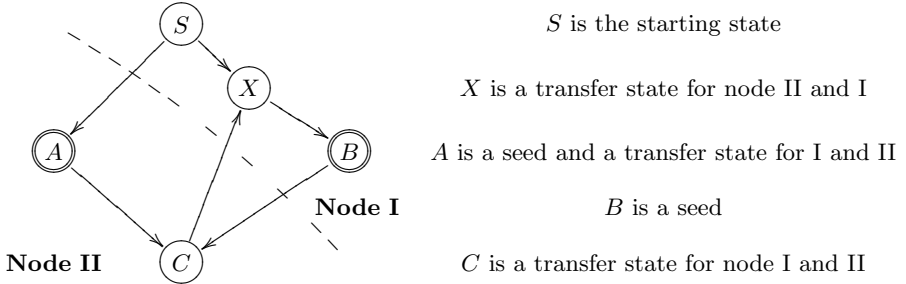 S
S is the starting state
X
X is a transfer state for node II and I
A
B
A is a seed and a transfer state for I and II
Node I
B is a seed
Node II
C
C is a transfer state for node I and II